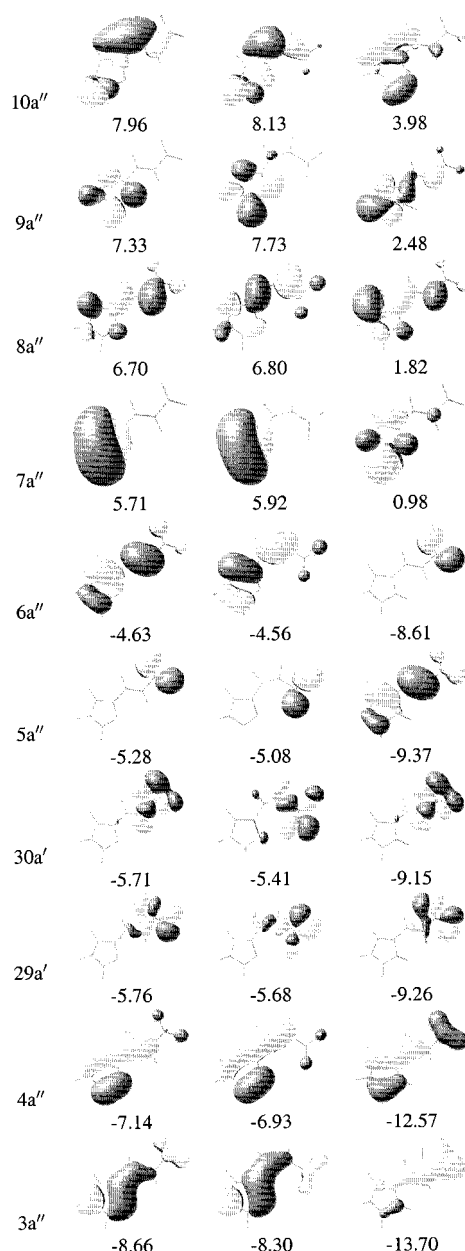 10a″
7.96 8.13 3.98
9a″
7.33 7.73 2.48
8a″
6.70 6.80 1.82
7a″
5.71 5.92 0.98
6a″
-4.63 -4.56 -8.61
5a″
-5.28 -5.08 -9.37
30a′
-5.71 -5.41 -9.15
29a′
-5.76 -5.68 -9.26
4a″
-7.14 -6.93 -12.57
3a″
-8.66 -8.30 -13.70